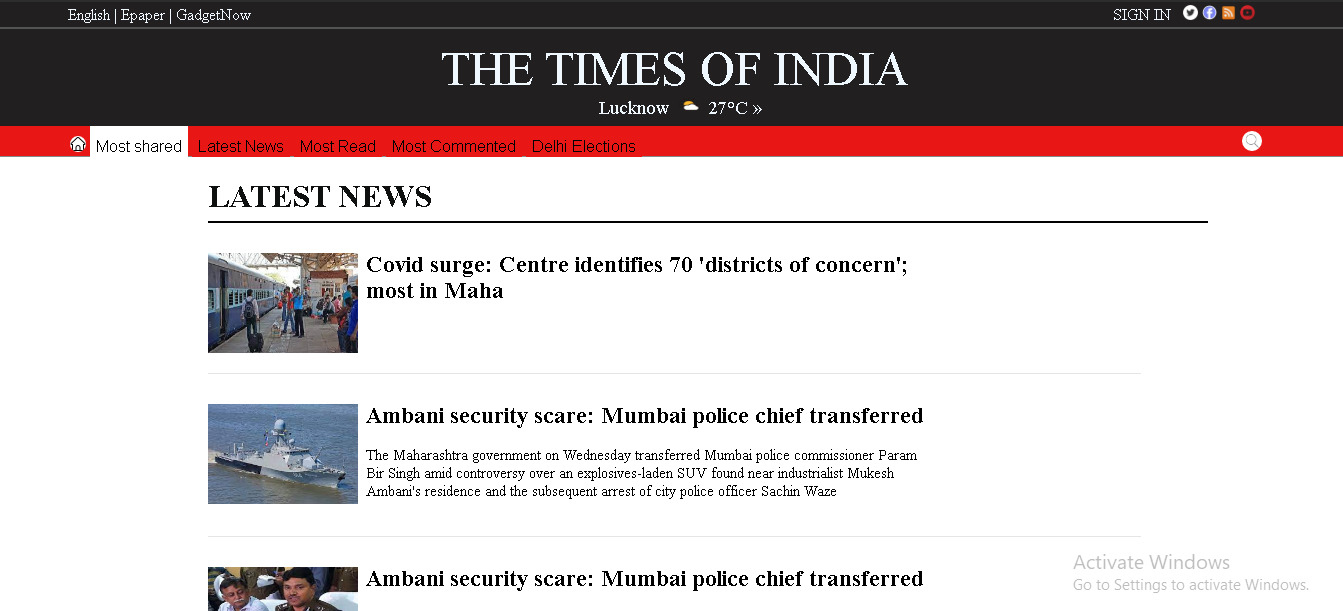 English | Epaper | GadgetNow
SIGN IN
THE TIMES OF INDIA
Lucknow 27°C »
Most shared Latest News Most Read Most Commented Delhi Elections
LATEST NEWS
Covid surge: Centre identifies 70 'districts of concern';
most in Maha
Ambani security scare: Mumbai police chief transferred
The Maharashtra government on Wednesday transferred Mumbai police commissioner Param
Bir Singh amid controversy over an explosives-laden SUV found near industrialist Mukesh
Ambani's residence and the subsequent arrest of city police officer Sachin Waze
Ambani security scare: Mumbai police chief transferred
Activate Windows
Go to Settings to activate Windows.